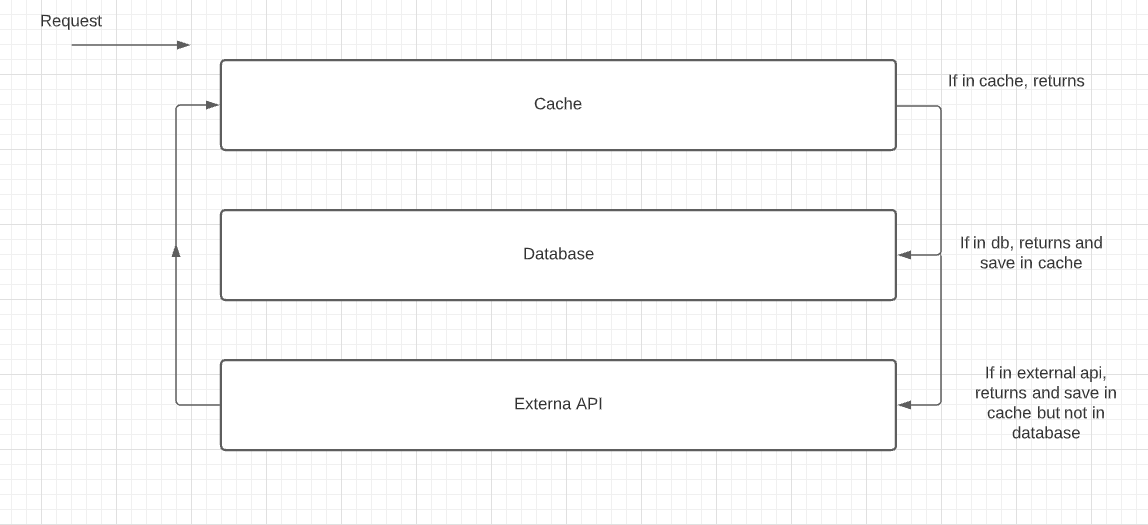 Request
Cache
If in cache, returns
Database
If in db, returns and
save in cache
Externa API
If in external api,
returns and save in
cache but not in
database